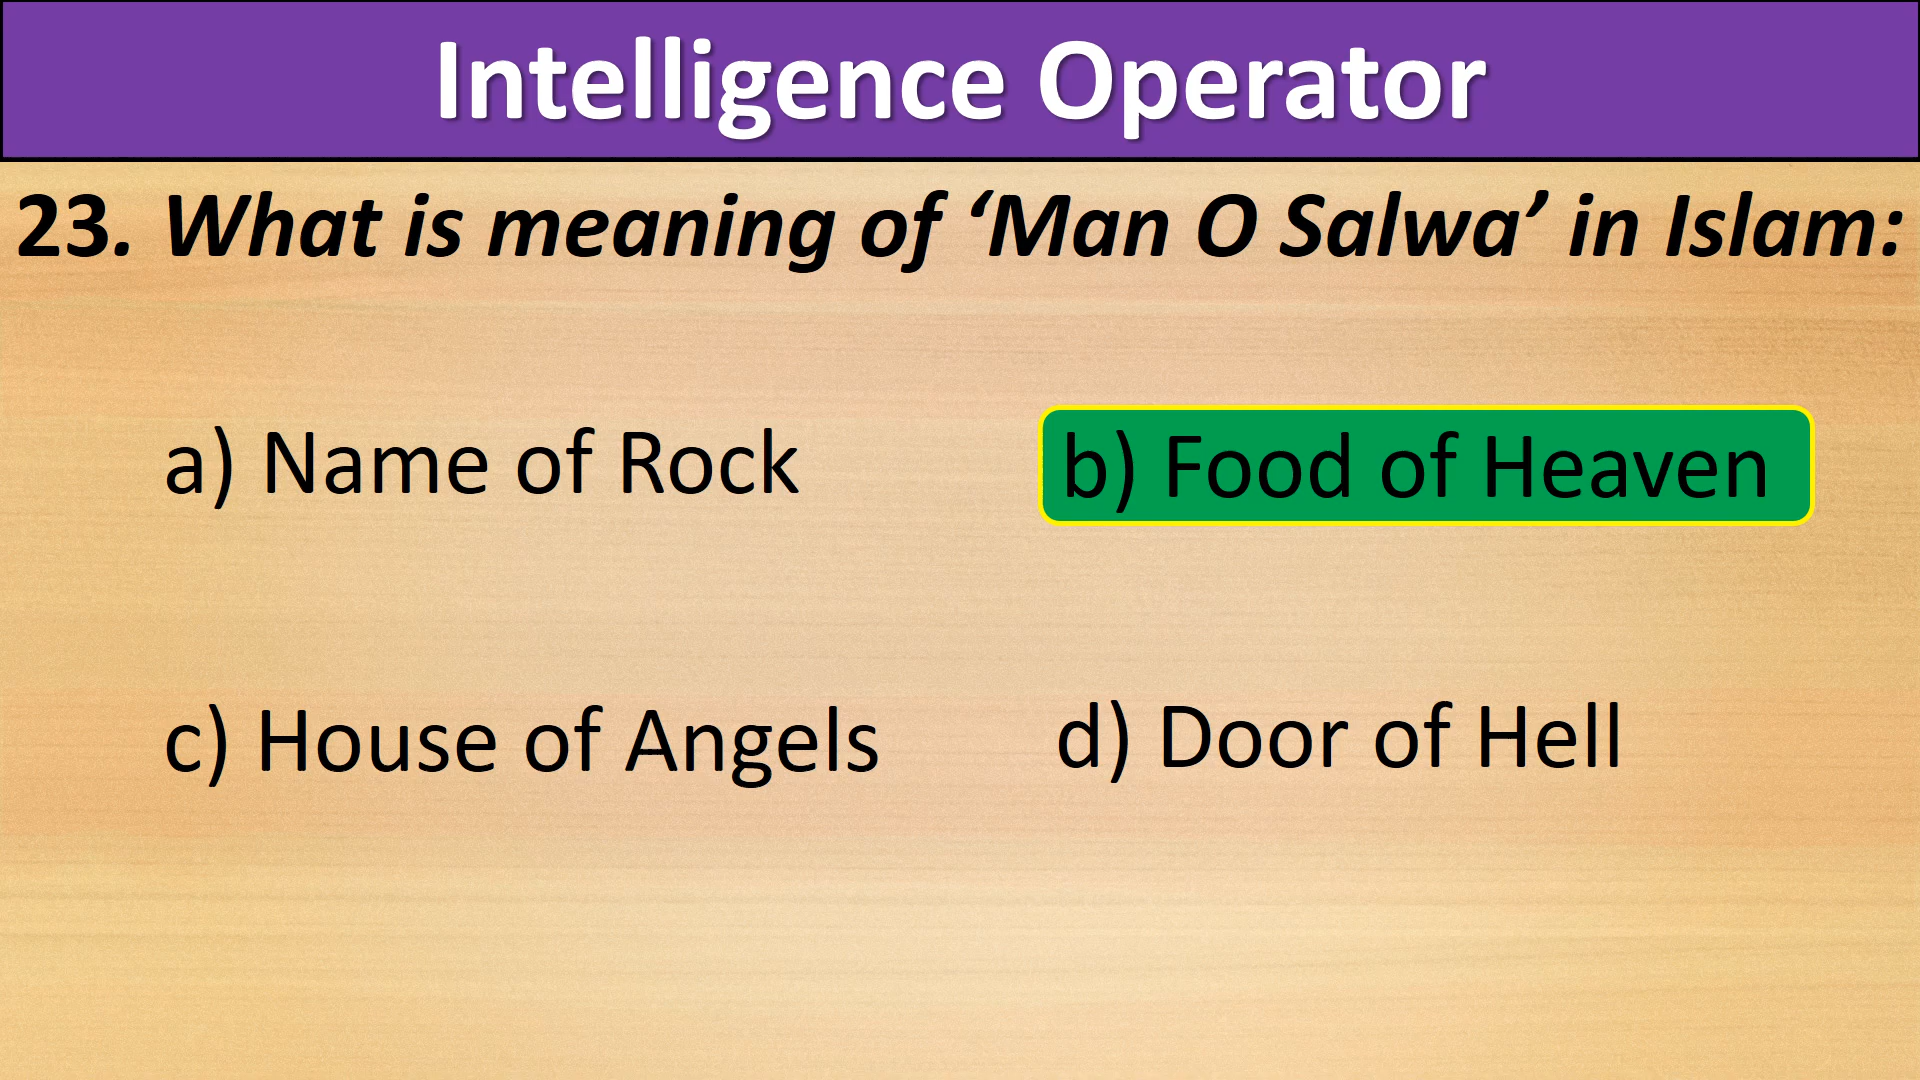 Intelligence Operator
23. What is meaning of ‘Man O Salwa’ in Islam:
a) Name of Rock
b) Food of Heaven
c) House of Angels
d) Door of Hell